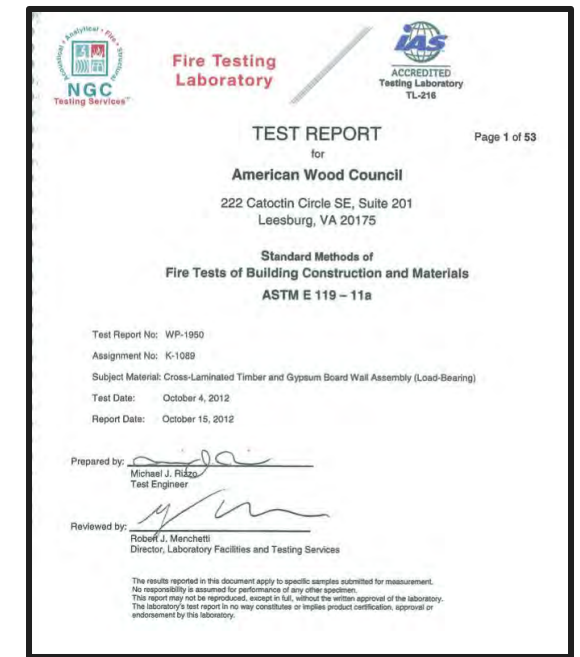 Acoustical • Analytical • Fire • Structural
NGC
Testing Services™
Fire Testing
Laboratory
IAS
ACCREDITED
Testing Laboratory
TL-216
TEST REPORT
Page 1 of 53
for
American Wood Council
222 Catoctin Circle SE, Suite 201
Leesburg, VA 20175
Standard Methods of
Fire Tests of Building Construction and Materials
ASTM E 119 – 11a
Test Report No: WP-1950
Assignment No: K-1089
Subject Material: Cross-Laminated Timber and Gypsum Board Wall Assembly (Load-Bearing)
Test Date: October 4, 2012
Report Date: October 15, 2012
Prepared by:
Michael J. Rizzo
Test Engineer
Reviewed by:
Robert J. Menchetti
Director, Laboratory Facilities and Testing Services
The results reported in this document apply to specific samples submitted for measurement.
No responsibility is assumed for performance of any other specimen.
This report may not be reproduced, except in full, without the written approval of the laboratory.
The laboratory's test report in no way constitutes or implies product certification, approval or
endorsement by this laboratory.